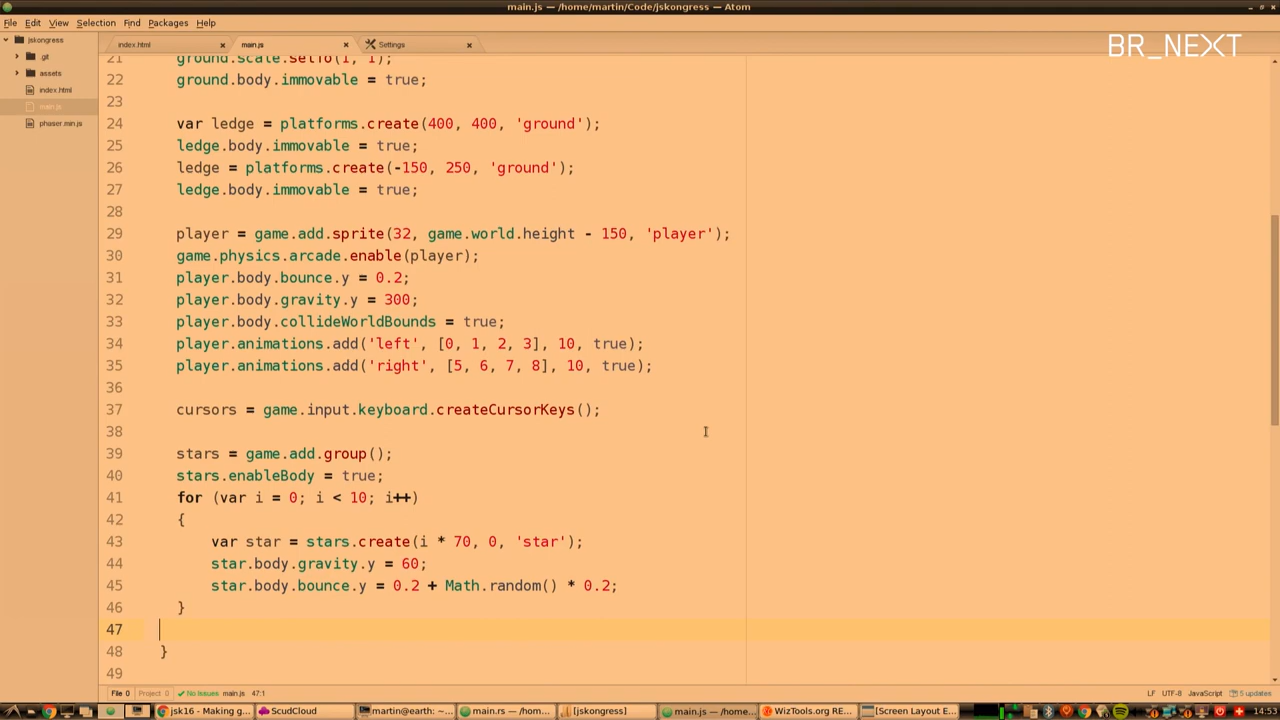 main.js — /home/martin/Code/jskongress — Atom
File Edit View Selection Find Packages Help
jskongress
.git
assets
index.html
main.js
phaser.min.js
index.html main.js Settings
BR_NEXT
21 ground.scale.setTo(1, 1);
22 ground.body.immovable = true;
23
24 var ledge = platforms.create(400, 400, 'ground');
25 ledge.body.immovable = true;
26 ledge = platforms.create(-150, 250, 'ground');
27 ledge.body.immovable = true;
28
29 player = game.add.sprite(32, game.world.height - 150, 'player');
30 game.physics.arcade.enable(player);
31 player.body.bounce.y = 0.2;
32 player.body.gravity.y = 300;
33 player.body.collideWorldBounds = true;
34 player.animations.add('left', [0, 1, 2, 3], 10, true);
35 player.animations.add('right', [5, 6, 7, 8], 10, true);
36
37 cursors = game.input.keyboard.createCursorKeys();
38
39 stars = game.add.group();
40 stars.enableBody = true;
41 for (var i = 0; i < 10; i++)
42 {
43 var star = stars.create(i * 70, 0, 'star');
44 star.body.gravity.y = 60;
45 star.body.bounce.y = 0.2 + Math.random() * 0.2;
46 }
47
48 }
49
File 0 Project 0 No Issues main.js 47:1 LF UTF-8 JavaScript 5 updates
jsk16 - Making g... ScudCloud martin@earth: ~... main.rs — /hom... [jskongress] main.js — /home... WizTools.org RE... [Screen Layout E... 14:53